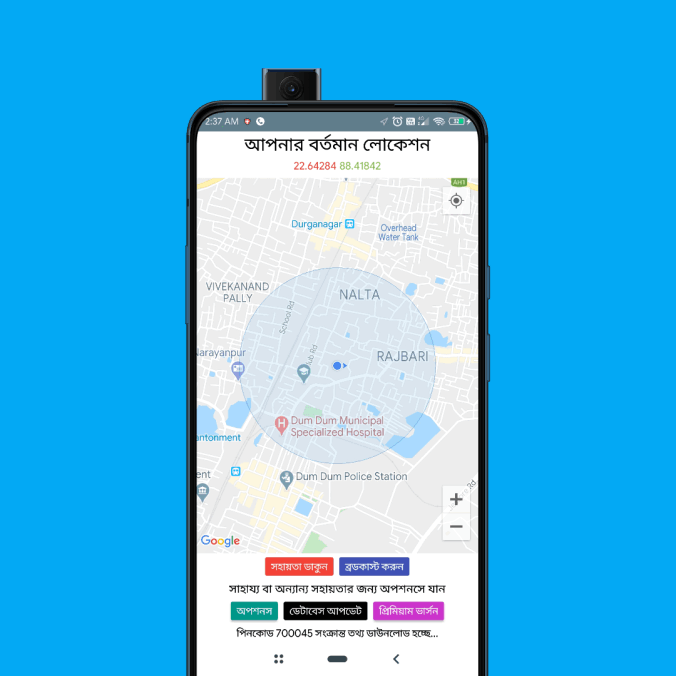 2:37 AM
আপনার বর্তমান লোকেশন
22.64284 88.41842
AH1
Durganagar
Overhead
Water Tank
VIVEKANAND
PALLY
NALTA
School Rd
Narayanpur
RAJBARI
Dum Dum Municipal
Specialized Hospital
antonment
ent
Dum Dum Police Station
Google
সহায়তা ডাকুন ব্রডকাস্ট করুন
সাহায্য বা অন্যান্য সহায়তার জন্য অপশনসে যান
অপশনস ডেটাবেস আপডেট প্রিমিয়াম ভার্সন
পিনকোড 700045 সংক্রান্ত তথ্য ডাউনলোড হচ্ছে...